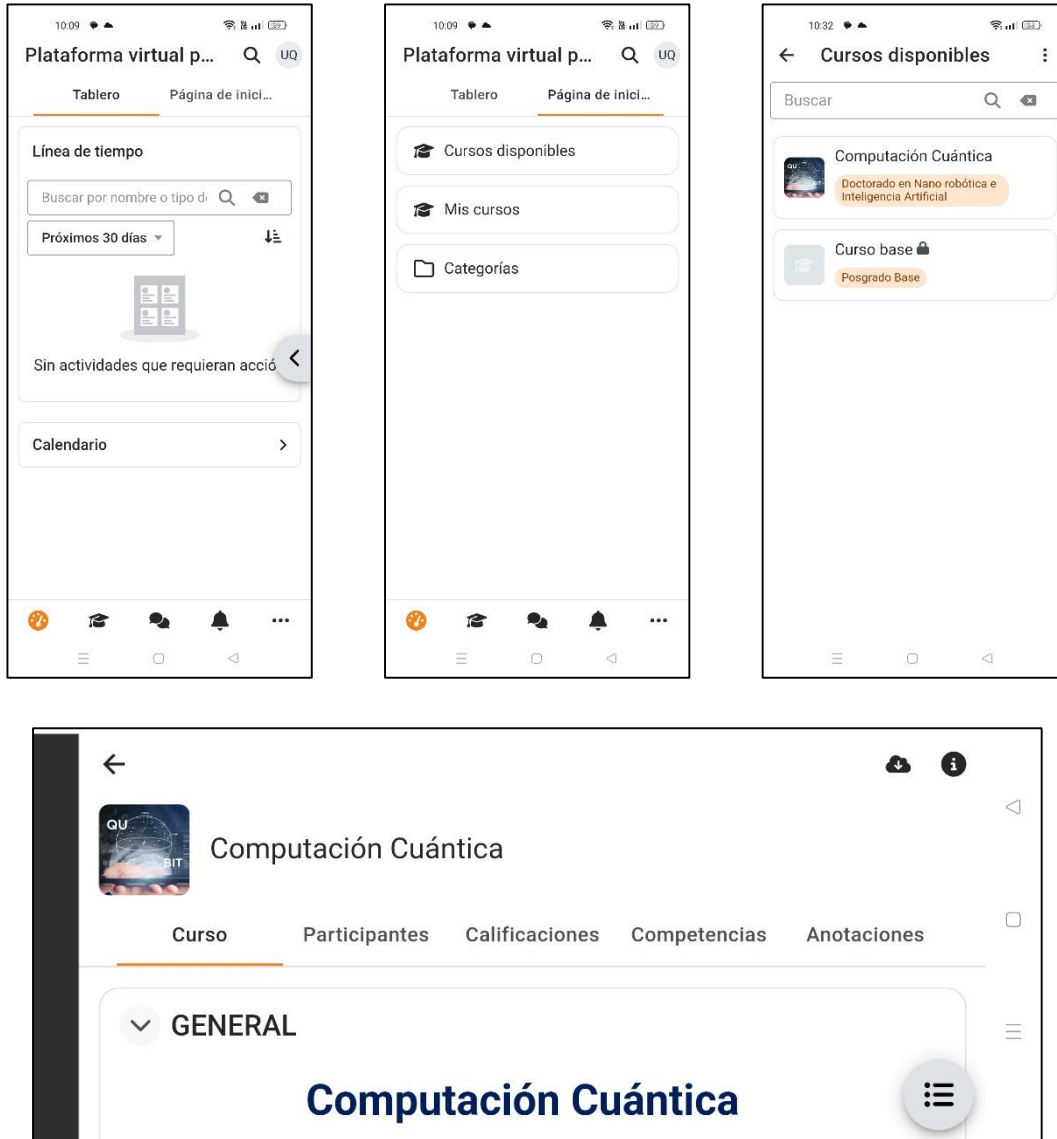 10:09
Plataforma virtual p...
UQ
Tablero Página de inici...
Línea de tiempo
Buscar por nombre o tipo de
Próximos 30 días
Sin actividades que requieran acció
Calendario
10:09
Plataforma virtual p...
UQ
Tablero Página de inici...
Cursos disponibles
Mis cursos
Categorías
10:32
Cursos disponibles
Buscar
Computación Cuántica
Doctorado en Nano robótica e
Inteligencia Artificial
Curso base
Posgrado Base
QU
BIT
Computación Cuántica
Curso Participantes Calificaciones Competencias Anotaciones
GENERAL
Computación Cuántica